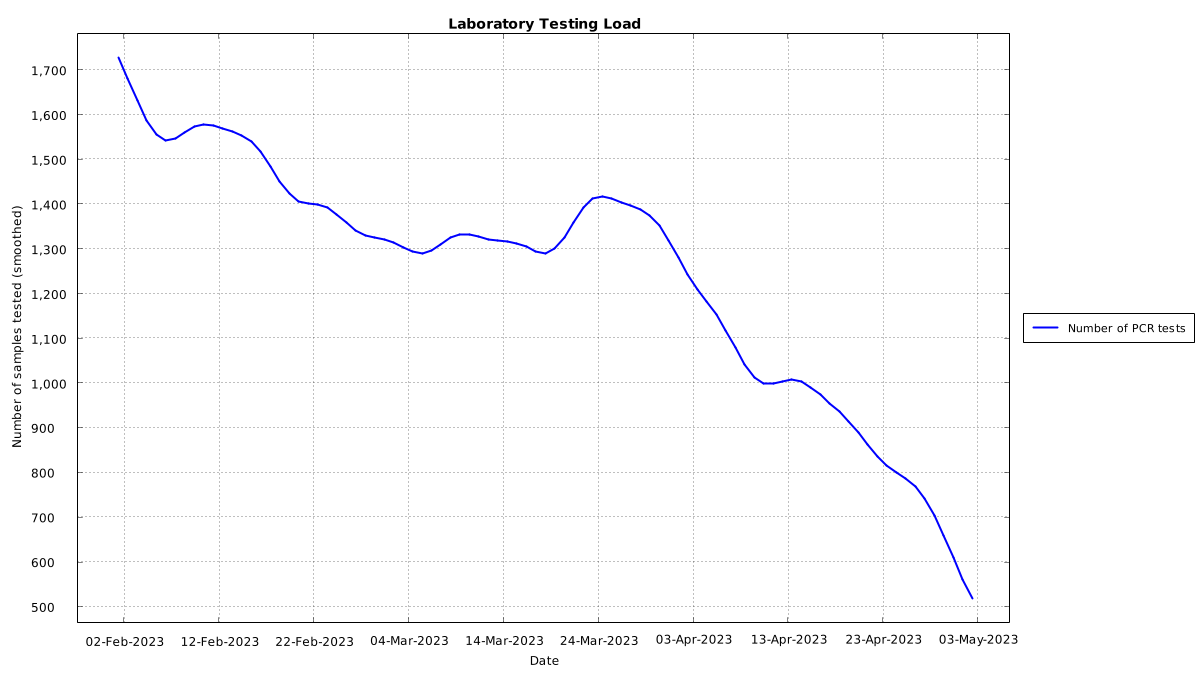 Laboratory Testing Load
Number of samples tested (smoothed)
1,700
1,600
1,500
1,400
1,300
1,200
1,100
1,000
900
800
700
600
500
02-Feb-2023 12-Feb-2023 22-Feb-2023 04-Mar-2023 14-Mar-2023 24-Mar-2023 03-Apr-2023 13-Apr-2023 23-Apr-2023 03-May-2023
Date
Number of PCR tests